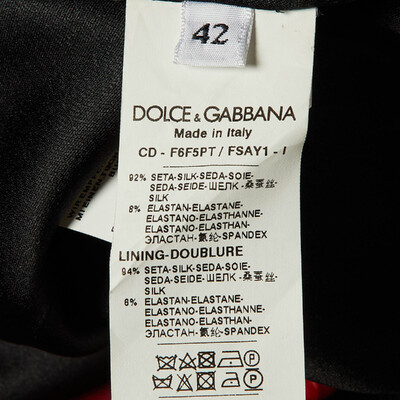 42
DOLCE & GABBANA
Made in Italy
CD - F6F5PT / FSAY1 - I
92% SETA-SILK-SEDA-SOIE-
SEDA-SEIDE-ШЕЛК-桑蚕丝-
SILK
8% ELASTAN-ELASTANE-
ELASTANO-ELASTHANNE-
ELASTANO-ELASTHAN-
ЭЛАСТАН-氨纶-SPANDEX
LINING-DOUBLURE
94% SETA-SILK-SEDA-SOIE-
SEDA-SEIDE-ШЕЛК-桑蚕丝-
SILK
6% ELASTAN-ELASTANE-
ELASTANO-ELASTHANNE-
ELASTANO-ELASTHAN-
ЭЛАСТАН-氨纶-SPANDEX
P
P